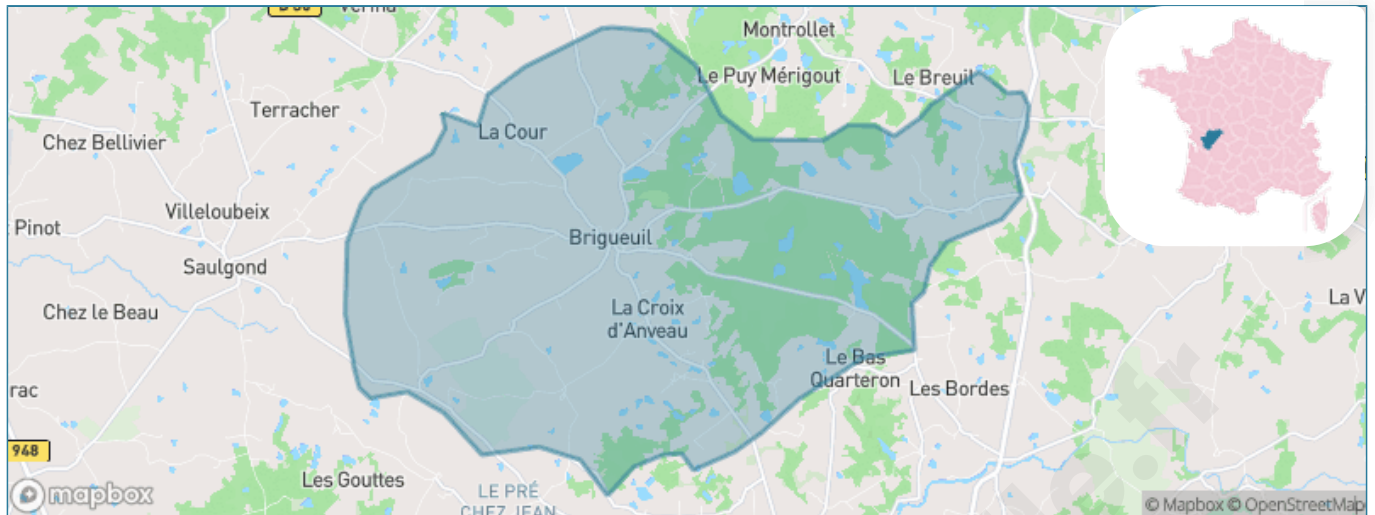 Montrollet
Le Puy Mérigout
Le Breuil
Terracher
La Cour
Chez Bellivier
Villeloubeix
Pinot
Brigueuil
Saulgond
Chez le Beau
La Croix
d'Anveau
La V
Le Bas
Quarteron
Les Bordes
rac
948
Les Gouttes
LE PRÉ
CHEZ JEAN
mapbox
© Mapbox © OpenStreetMap